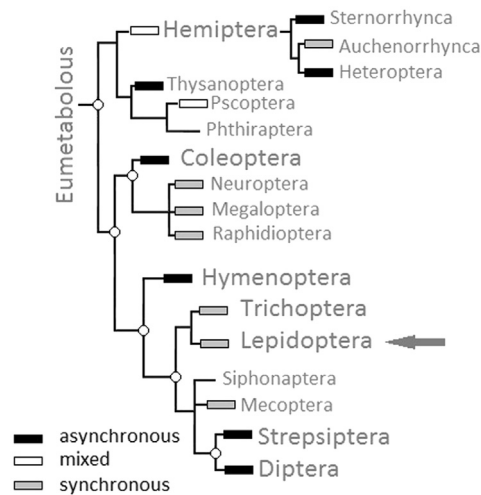 Eumetabolous
Hemiptera
Sternorrhynca
Auchenorrhynca
Heteroptera
Thysanoptera
Pscoptera
Phthiraptera
Coleoptera
Neuroptera
Megaloptera
Raphidioptera
Hymenoptera
Trichoptera
Lepidoptera
Siphonaptera
Mecoptera
Strepsiptera
Diptera
asynchronous
mixed
synchronous